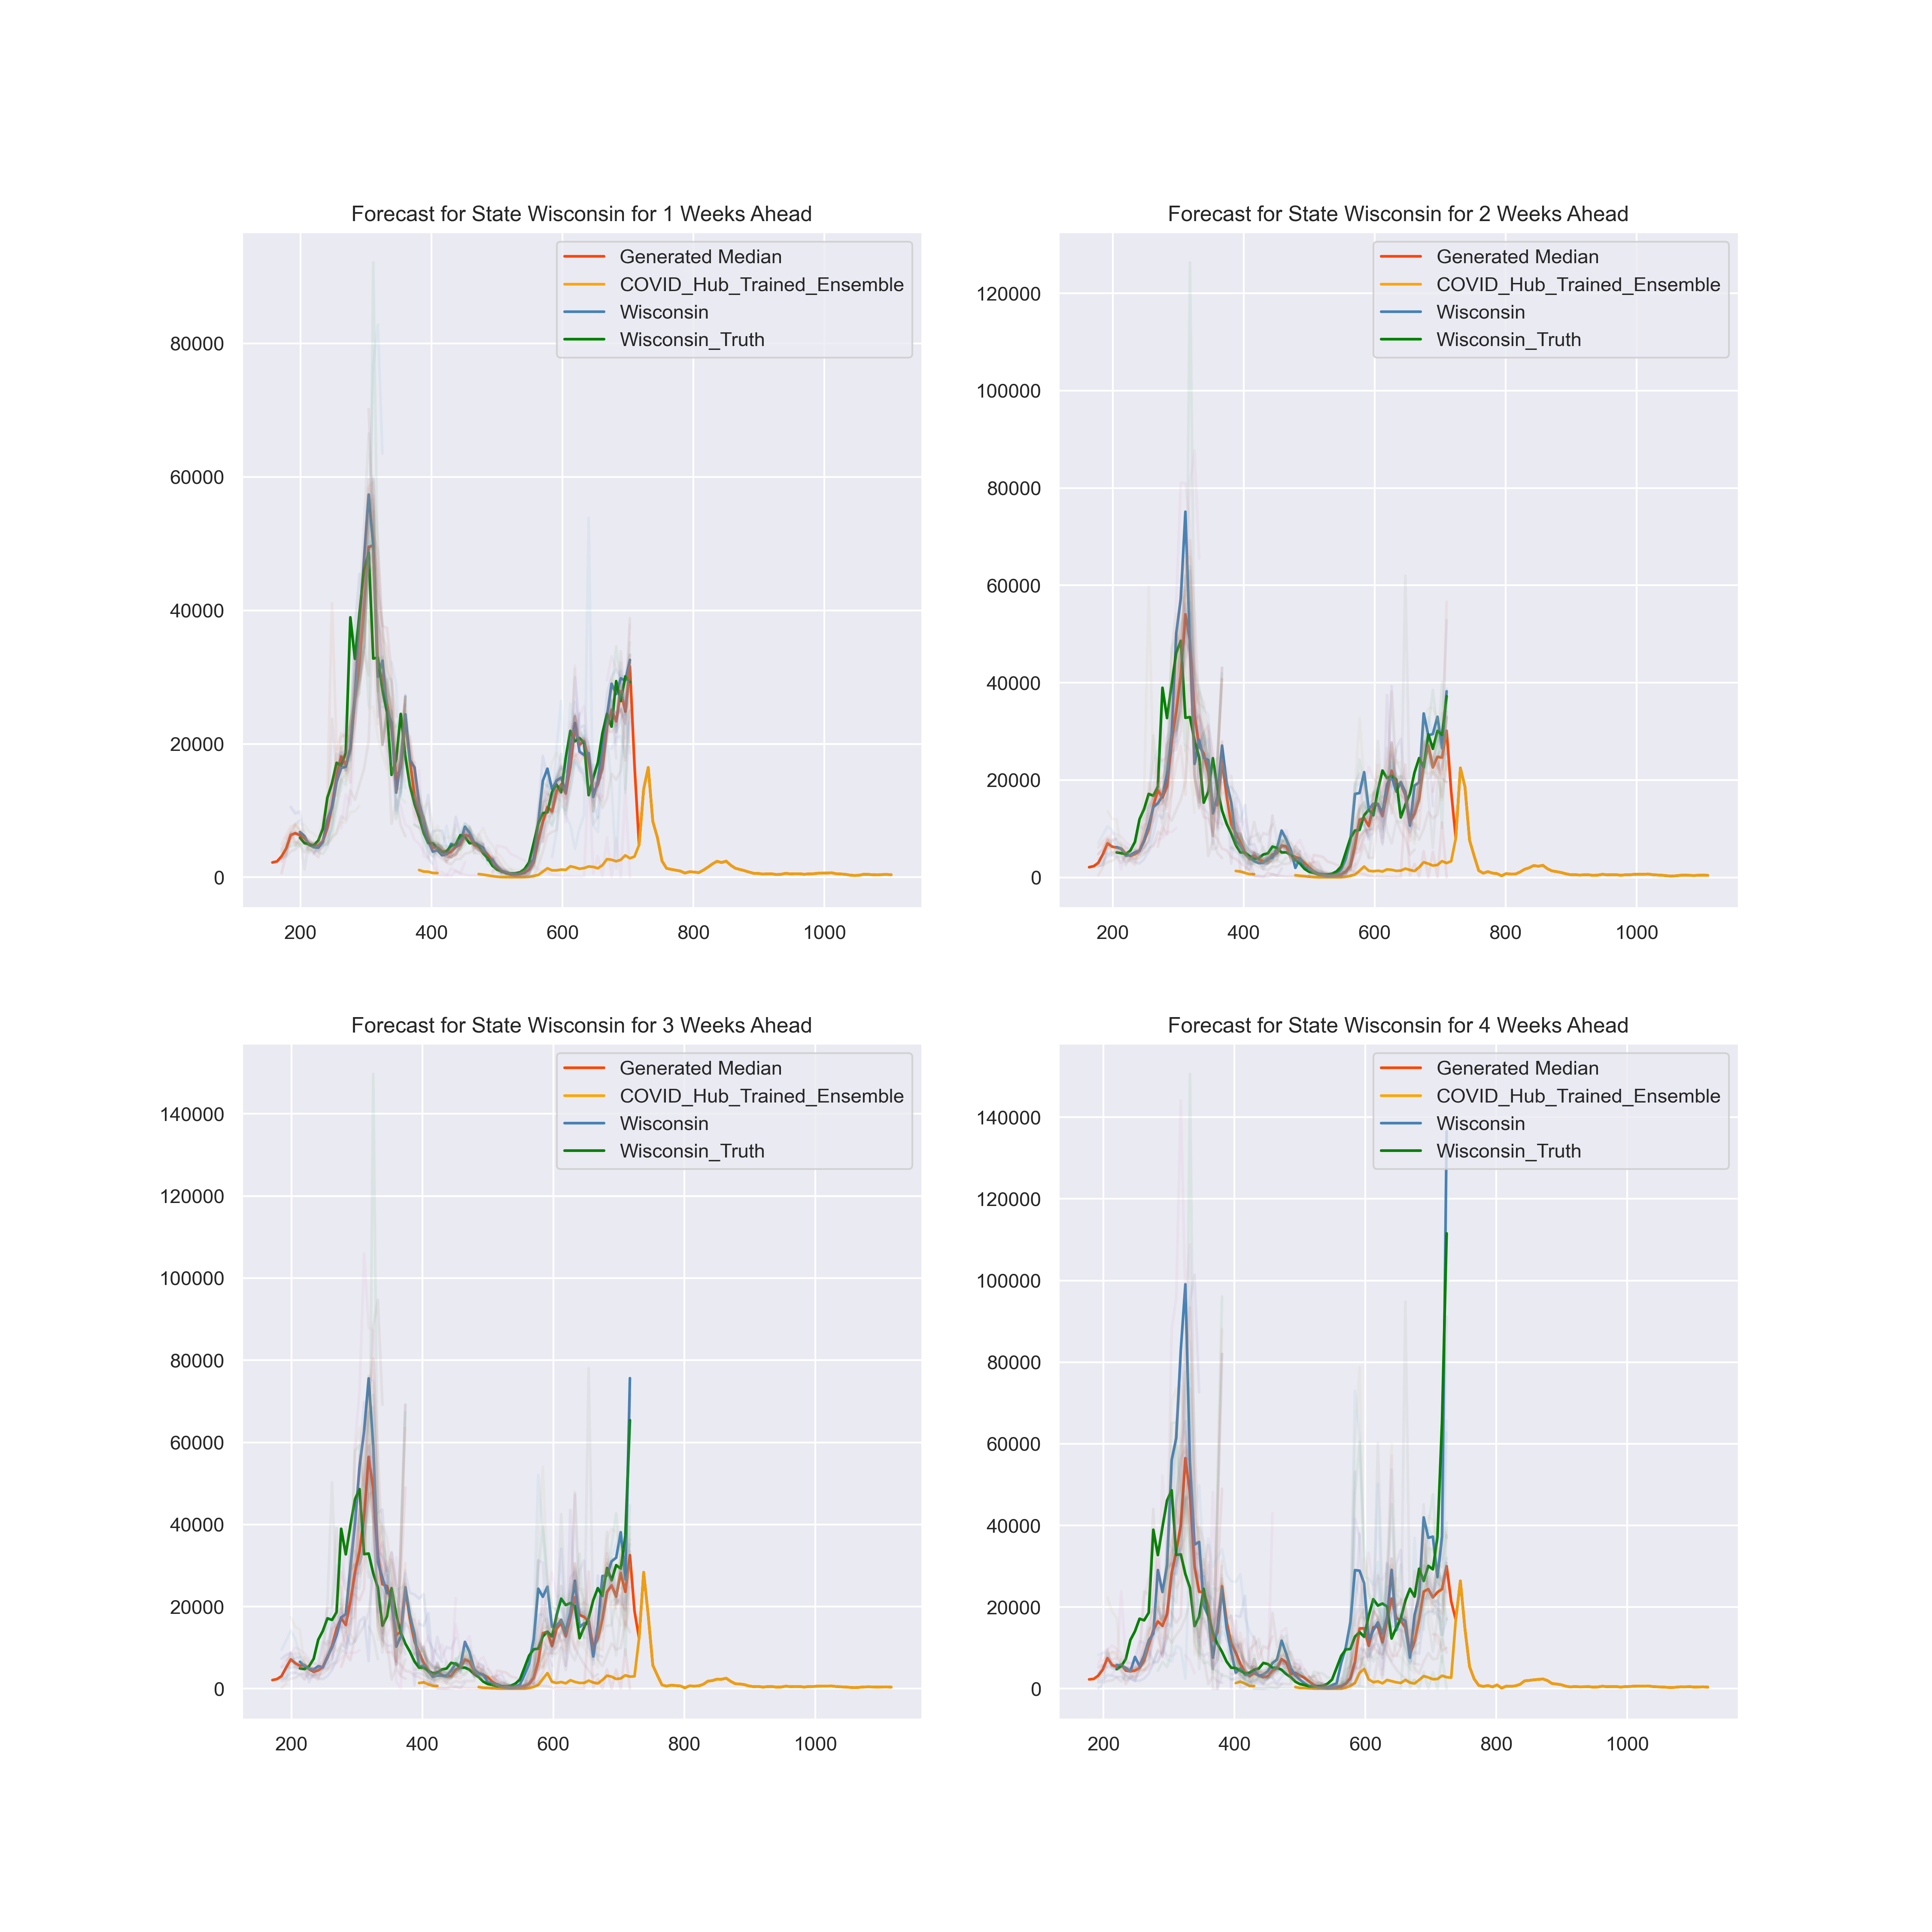 Forecast for State Wisconsin for 1 Weeks Ahead
Generated Median
COVID_Hub_Trained_Ensemble
Wisconsin
Wisconsin_Truth
80000
60000
40000
20000
0
200 400 600 800 1000
Forecast for State Wisconsin for 2 Weeks Ahead
Generated Median
COVID_Hub_Trained_Ensemble
Wisconsin
Wisconsin_Truth
120000
100000
80000
60000
40000
20000
0
200 400 600 800 1000
Forecast for State Wisconsin for 3 Weeks Ahead
Generated Median
COVID_Hub_Trained_Ensemble
Wisconsin
Wisconsin_Truth
140000
120000
100000
80000
60000
40000
20000
0
200 400 600 800 1000
Forecast for State Wisconsin for 4 Weeks Ahead
Generated Median
COVID_Hub_Trained_Ensemble
Wisconsin
Wisconsin_Truth
140000
120000
100000
80000
60000
40000
20000
0
200 400 600 800 1000